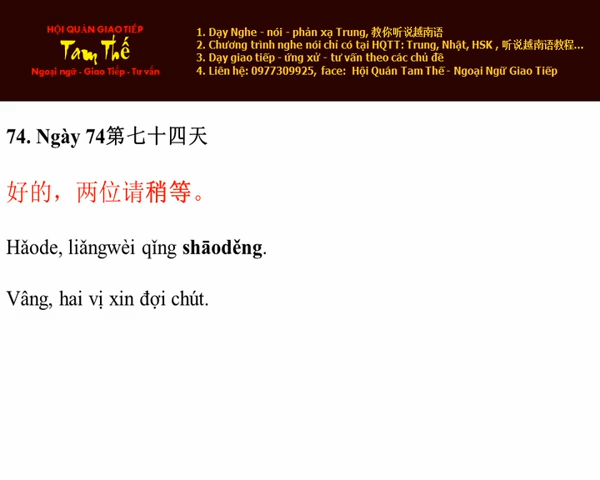 HỘI QUÁN GIAO TIẾP
Tam Thế
Ngoại ngữ - Giao Tiếp - Tư vấn
1. Dạy Nghe - nói - phản xạ Trung, 教你听说越南语
2. Chương trình nghe nói chỉ có tại HQTT: Trung, Nhật, HSK , 听说越南语教程...
3. Dạy giao tiếp - ứng xử - tư vấn theo các chủ đề
4. Liên hệ: 0977309925, face: Hội Quán Tam Thế - Ngoại Ngữ Giao Tiếp
74. Ngày 74第七十四天
好的，两位请稍等。
Hǎode, liǎngwèi qǐng shāoděng.
Vâng, hai vị xin đợi chút.